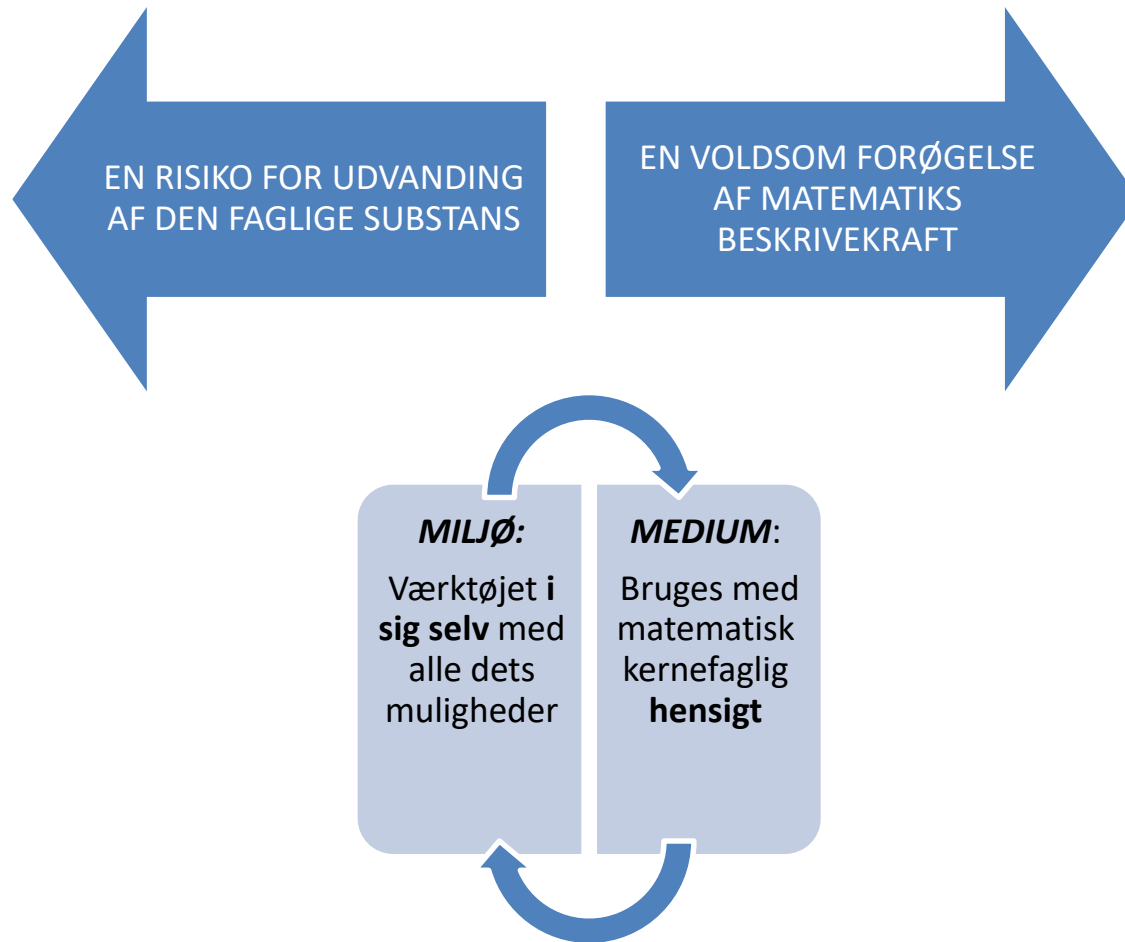 EN RISIKO FOR UDVANDING
AF DEN FAGLIGE SUBSTANS
EN VOLDSOM FORØGELSE
AF MATEMATIKS
BESKRIVEKRAFT
MILJØ:
Værktøjet i
sig selv med
alle dets
muligheder
MEDIUM:
Bruges med
matematisk
kernefaglig
hensigt